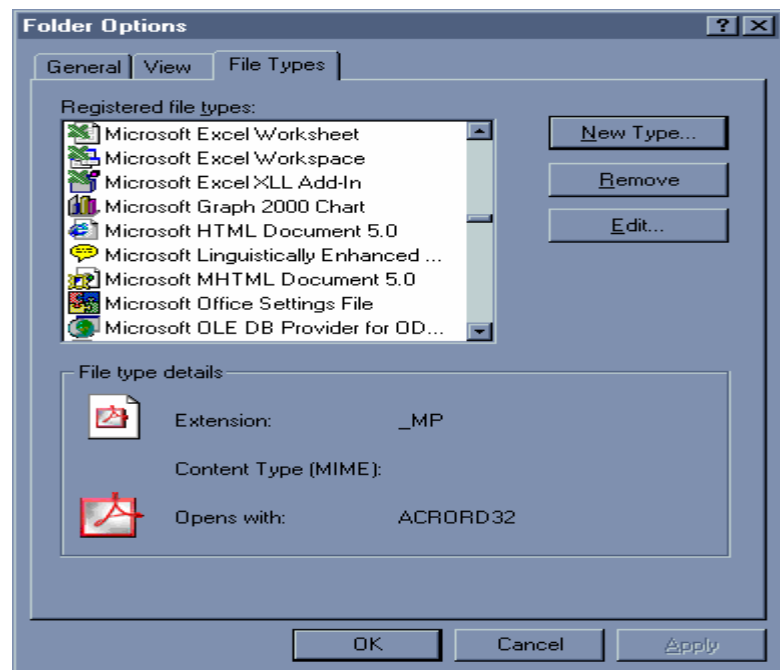 Folder Options
General View File Types
Registered file types:
Microsoft Excel Worksheet
Microsoft Excel Workspace
Microsoft Excel XLL Add-In
Microsoft Graph 2000 Chart
Microsoft HTML Document 5.0
Microsoft Linguistically Enhanced ...
Microsoft MHTML Document 5.0
Microsoft Office Settings File
Microsoft OLE DB Provider for OD...
New Type...
Remove
Edit...
File type details
Extension: _MP
Content Type (MIME):
Opens with: ACRORD32
OK Cancel Apply